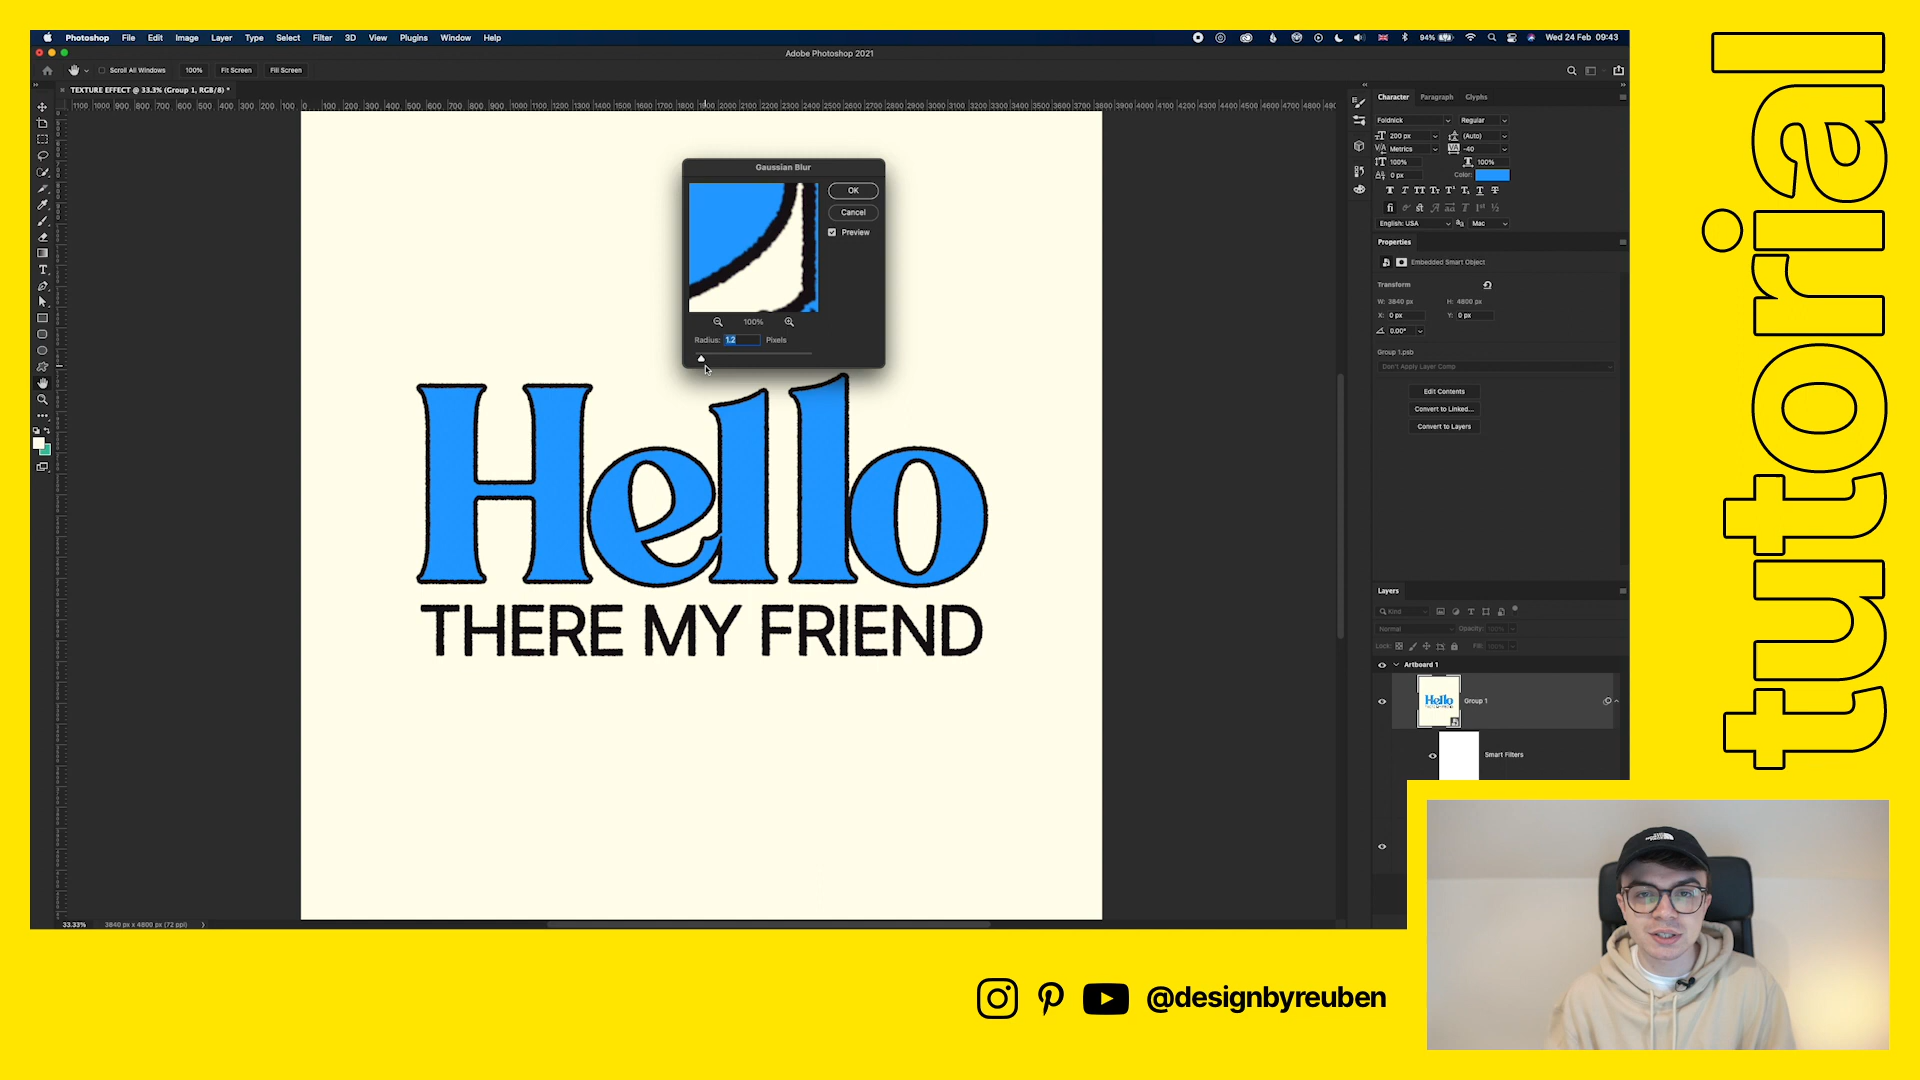 Photoshop File Edit Image Layer Type Select Filter 3D View Plugins Window Help
94% Wed 24 Feb 09:43
Adobe Photoshop 2021
Scroll All Windows 100% Fit Screen Fill Screen
TEXTURE EFFECT @ 33.3% (Group 1, RGB/8) *
Gaussian Blur
OK
Cancel
Preview
100%
Radius: 1.2 Pixels
Hello
THERE MY FRIEND
33.33% 3840 px x 4800 px (72 ppi)
Character Paragraph Glyphs
Foldnick Regular
200 px (Auto)
Metrics -40
100% 100%
0 px Color:
English: USA Mac
Properties
Embedded Smart Object
Transform
W: 3840 px H: 4800 px
X: 0 px Y: 0 px
0.00°
Group 1.psb
Don't Apply Layer Comp
Edit Contents
Convert to Linked...
Convert to Layers
Layers
Kind
Normal Opacity: 100%
Lock: Fill: 100%
Artboard 1
Group 1
Smart Filters
tutorial
@designbyreuben